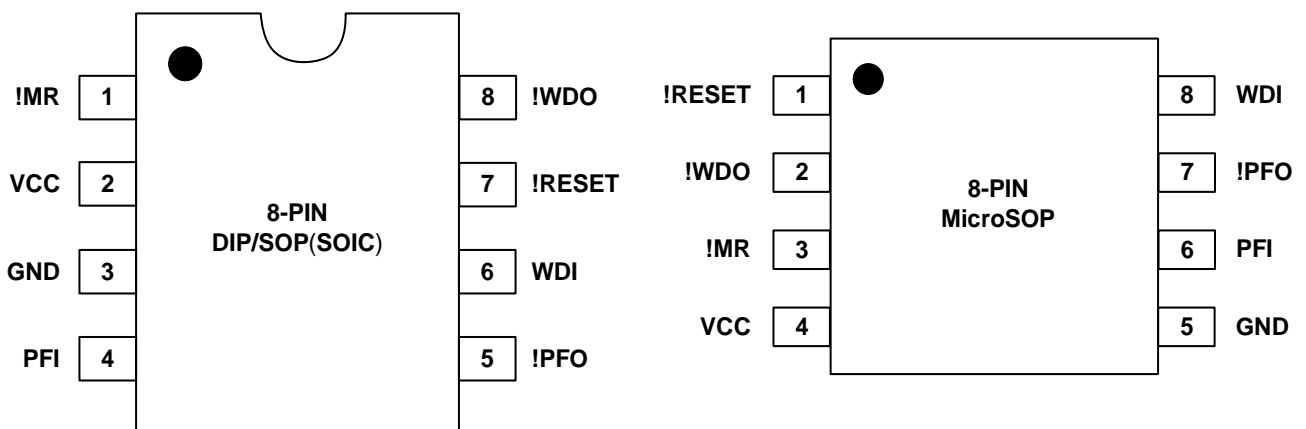 !MR 1
VCC 2
GND 3
PFI 4
8-PIN
DIP/SOP(SOIC)
8 !WDO
7 !RESET
6 WDI
5 !PFO
!RESET 1
!WDO 2
!MR 3
VCC 4
8-PIN
MicroSOP
8 WDI
7 !PFO
6 PFI
5 GND